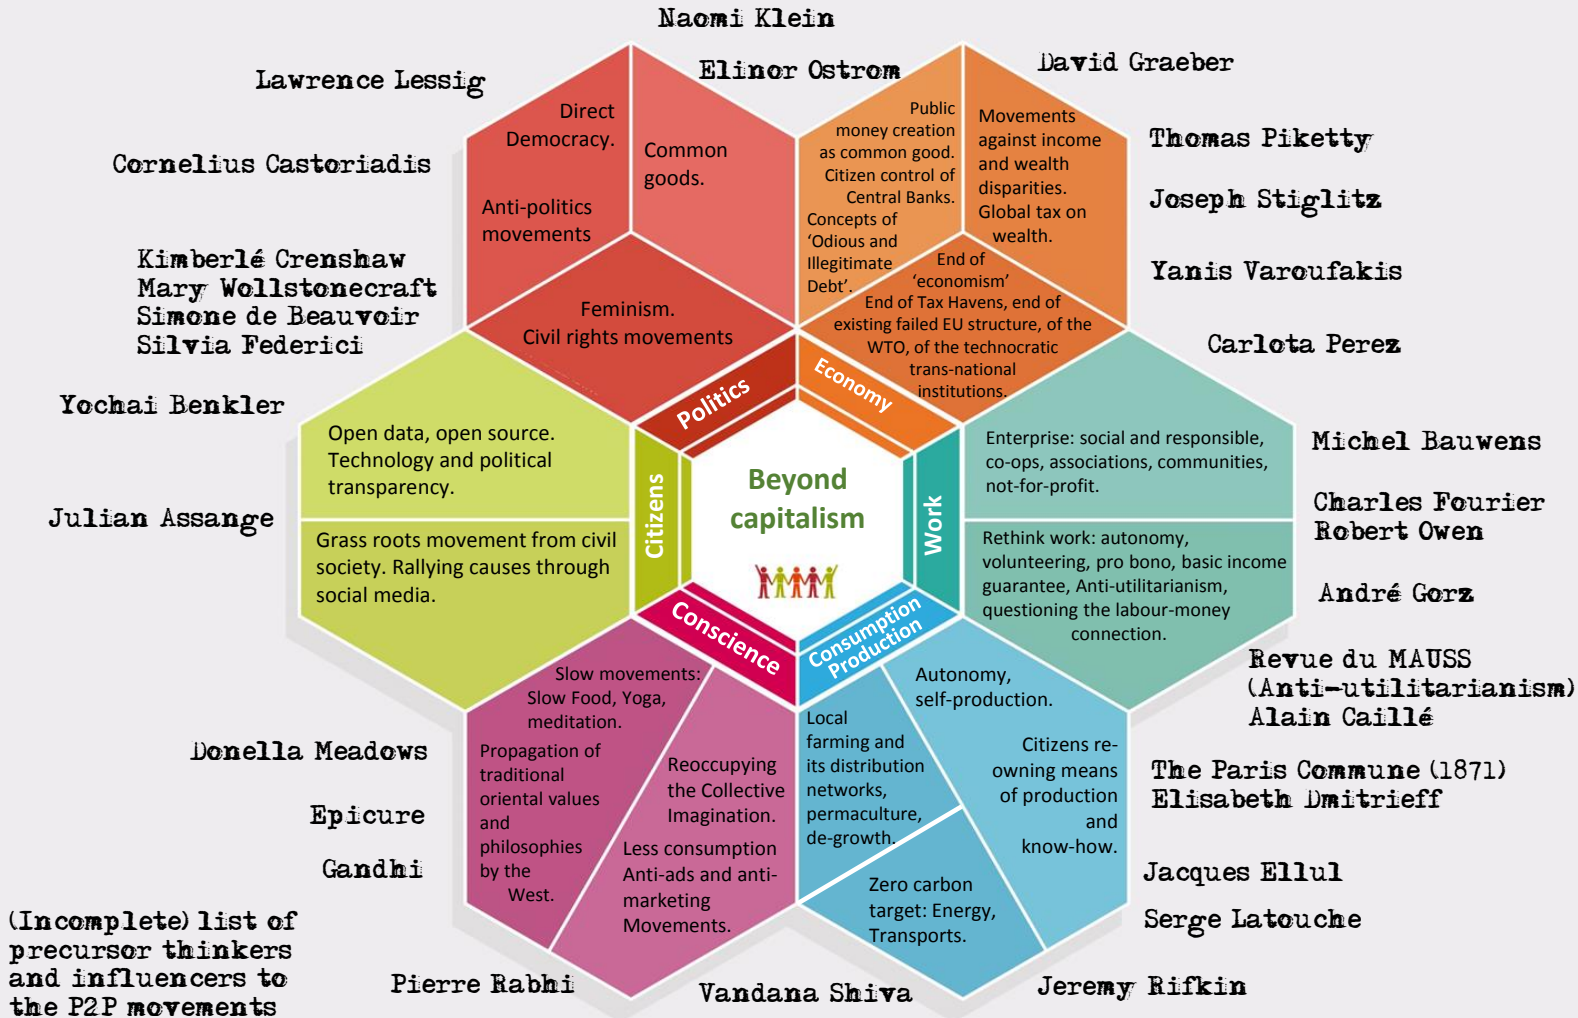 Naomi Klein
Elinor Ostrom
David Graeber
Lawrence Lessig
Thomas Piketty
Cornelius Castoriadis
Joseph Stiglitz
Kimberlé Crenshaw
Mary Wollstonecraft
Simone de Beauvoir
Silvia Federici
Yanis Varoufakis
Carlota Perez
Direct
Democracy.
Anti-politics
movements
Common
goods.
Feminism.
Civil rights movements
Public
money creation
as common good.
Citizen control of
Central Banks.
Concepts of
‘Odious and
Illegitimate
Debt’.
Movements
against income
and wealth
disparities.
Global tax on
wealth.
End of
‘economism’
End of Tax Havens, end of
existing failed EU structure, of the
WTO, of the technocratic
trans-national
institutions.
Politics
Economy
Yochai Benkler
Julian Assange
Open data, open source.
Technology and political
transparency.
Grass roots movement from civil
society. Rallying causes through
social media.
Citizens
Beyond
capitalism
Work
Enterprise: social and responsible,
co-ops, associations, communities,
not-for-profit.
Rethink work: autonomy,
volunteering, pro bono, basic income
guarantee, Anti-utilitarianism,
questioning the labour-money
connection.
Michel Bauwens
Charles Fourier
Robert Owen
André Gorz
Revue du MAUSS
(Anti-utilitarianism)
Alain Caillé
Conscience
Consumption
Production
Slow movements:
Slow Food, Yoga,
meditation.
Propagation of
traditional
oriental values
and
philosophies
by the
West.
Reoccupying
the Collective
Imagination.
Less consumption
Anti-ads and anti-
marketing
Movements.
Local
farming and
its distribution
networks,
permaculture,
de-growth.
Autonomy,
self-production.
Citizens re-
owning means
of production
and
know-how.
Zero carbon
target: Energy,
Transports.
Donella Meadows
Epicure
Gandhi
The Paris Commune (1871)
Elisabeth Dmitrieff
Jacques Ellul
Serge Latouche
(Incomplete) list of
precursor thinkers
and influencers to
the P2P movements
Pierre Rabhi
Vandana Shiva
Jeremy Rifkin